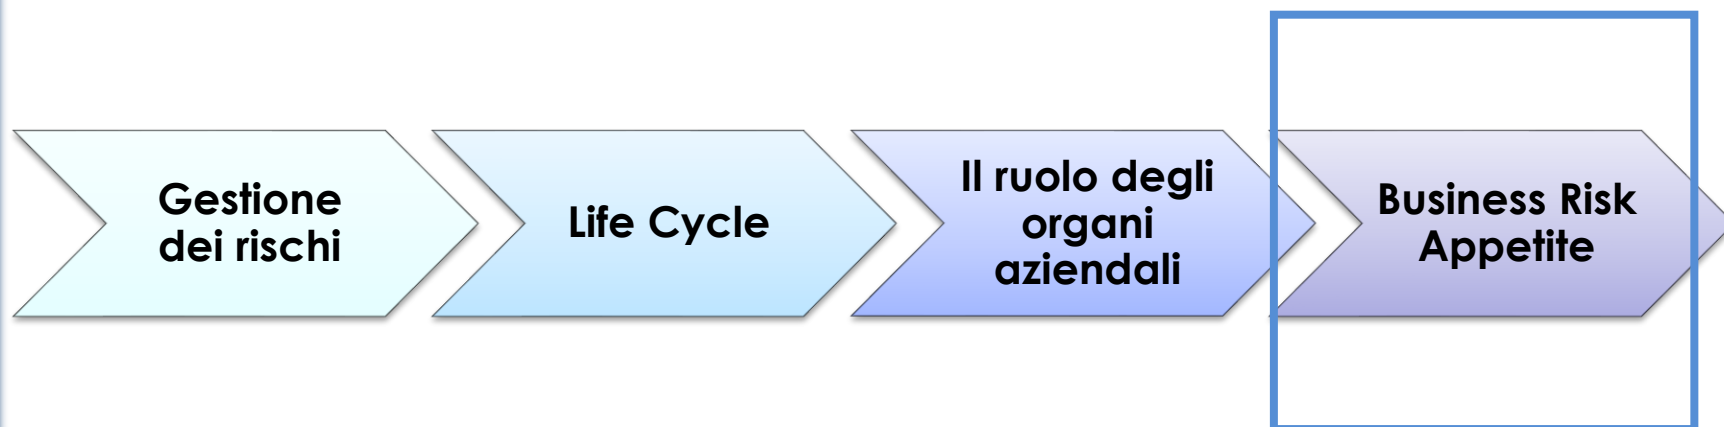 Gestione
dei rischi
Life Cycle
Il ruolo degli
organi
aziendali
Business Risk
Appetite